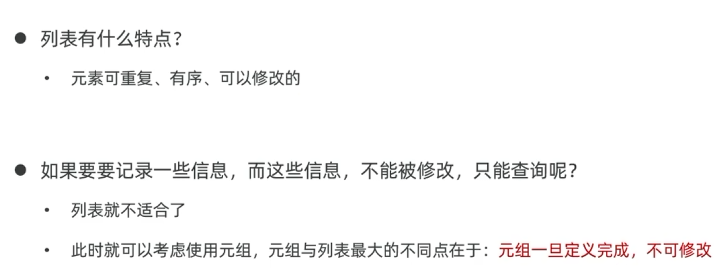 ● 列表有什么特点？
• 元素可重复、有序、可以修改的
● 如果要要记录一些信息，而这些信息，不能被修改，只能查询呢？
• 列表就不适合了
• 此时就可以考虑使用元组，元组与列表最大的不同点在于：元组一旦定义完成，不可修改